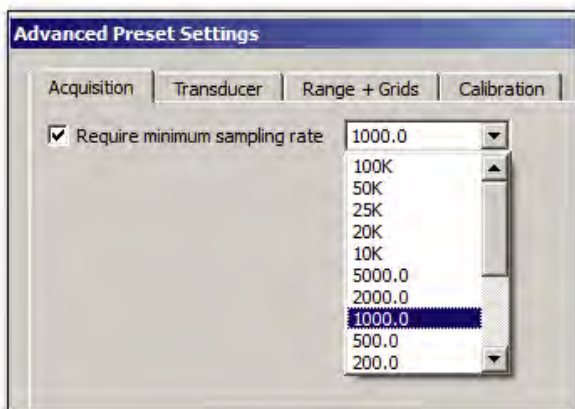 Advanced Preset Settings
Acquisition Transducer Range + Grids Calibration
Require minimum sampling rate 1000.0
100K
50K
25K
20K
10K
5000.0
2000.0
1000.0
500.0
200.0